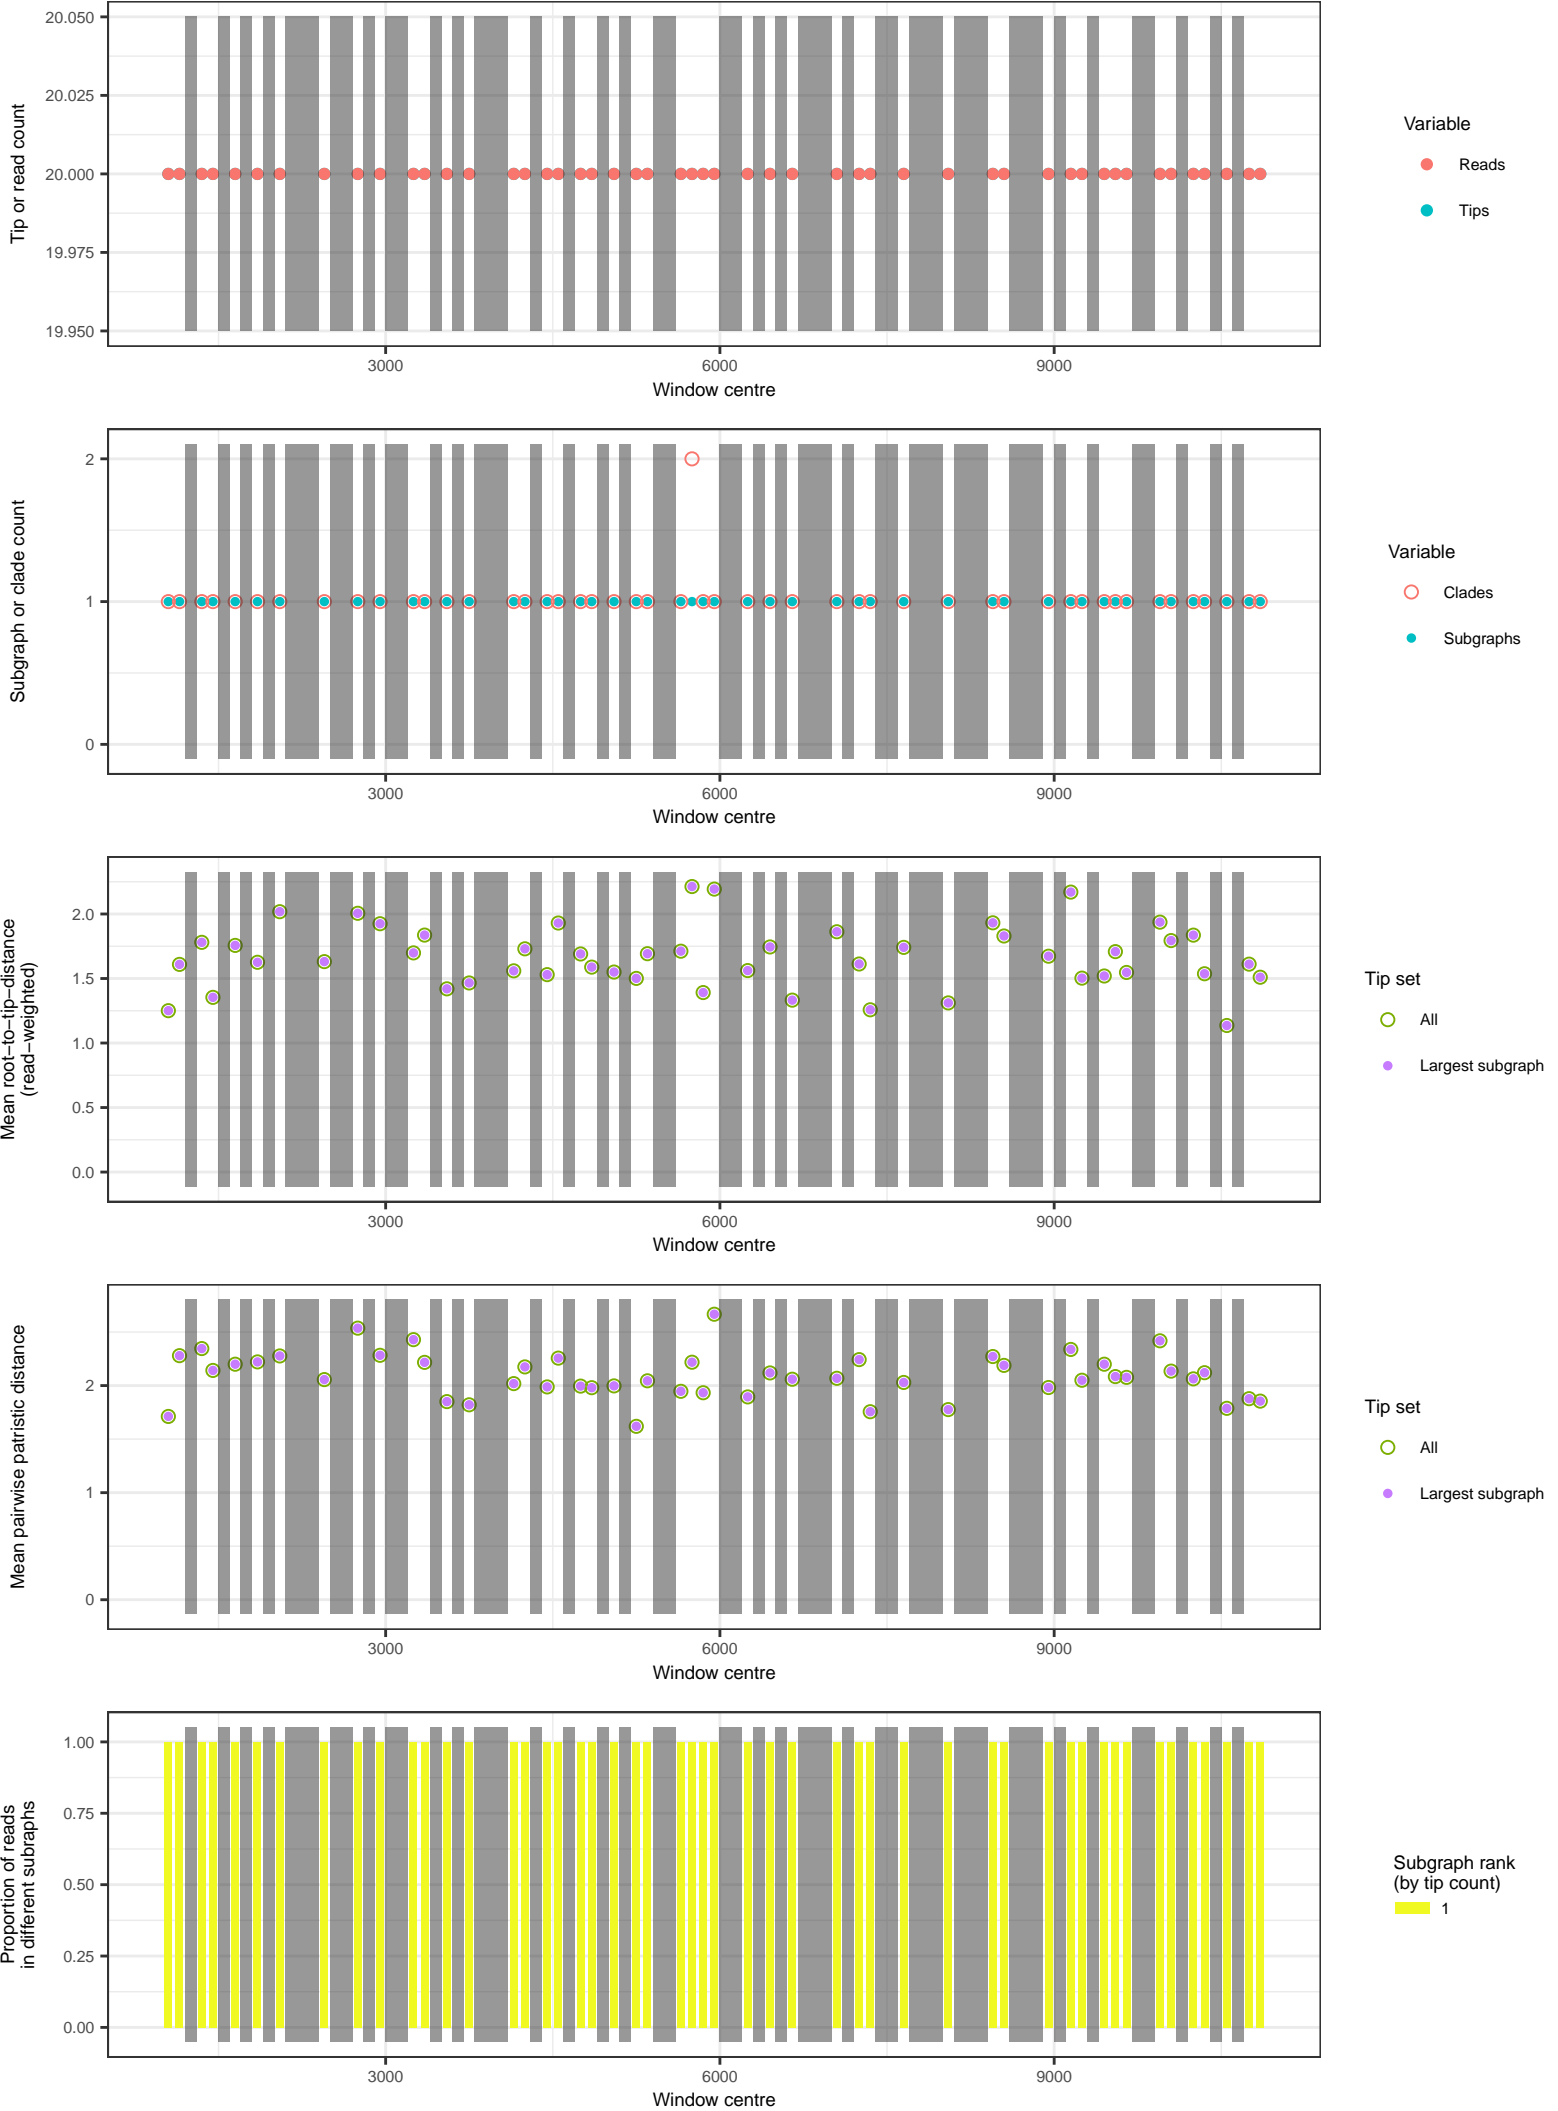 20.050
20.025
20.000
19.975
19.950
Tip or read count
3000
6000
9000
Window centre
Variable
Reads
Tips
2
1
0
Subgraph or clade count
3000
6000
9000
Window centre
Variable
Clades
Subgraphs
2.0
1.5
1.0
0.5
0.0
Mean root−to−tip−distance
(read−weighted)
3000
6000
9000
Window centre
Tip set
All
Largest subgraph
2
1
0
Mean pairwise patristic distance
3000
6000
9000
Window centre
Tip set
All
Largest subgraph
1.00
0.75
0.50
0.25
0.00
Proportion of reads
in different subraphs
3000
6000
9000
Window centre
Subgraph rank
(by tip count)
1